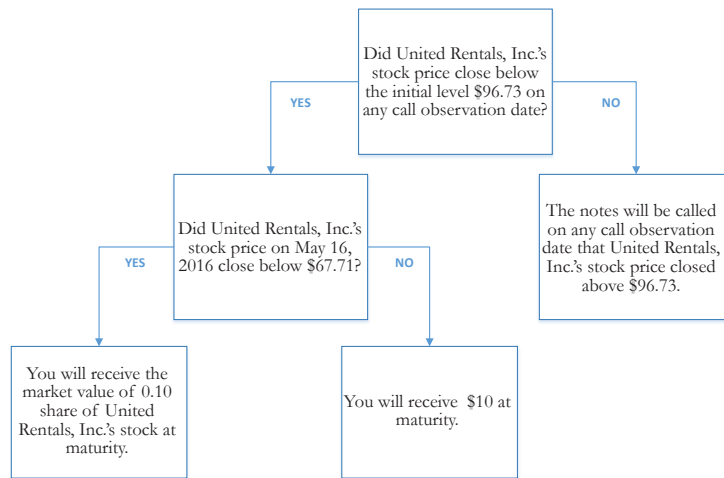 Did United Rentals, Inc.'s
stock price close below
the initial level $96.73 on
any call observation date?
YES
NO
Did United Rentals, Inc.'s
stock price on May 16,
2016 close below $67.71?
The notes will be called
on any call observation
date that United Rentals,
Inc.'s stock price closed
above $96.73.
YES
NO
You will receive the
market value of 0.10
share of United
Rentals, Inc.'s stock at
maturity.
You will receive $10 at
maturity.